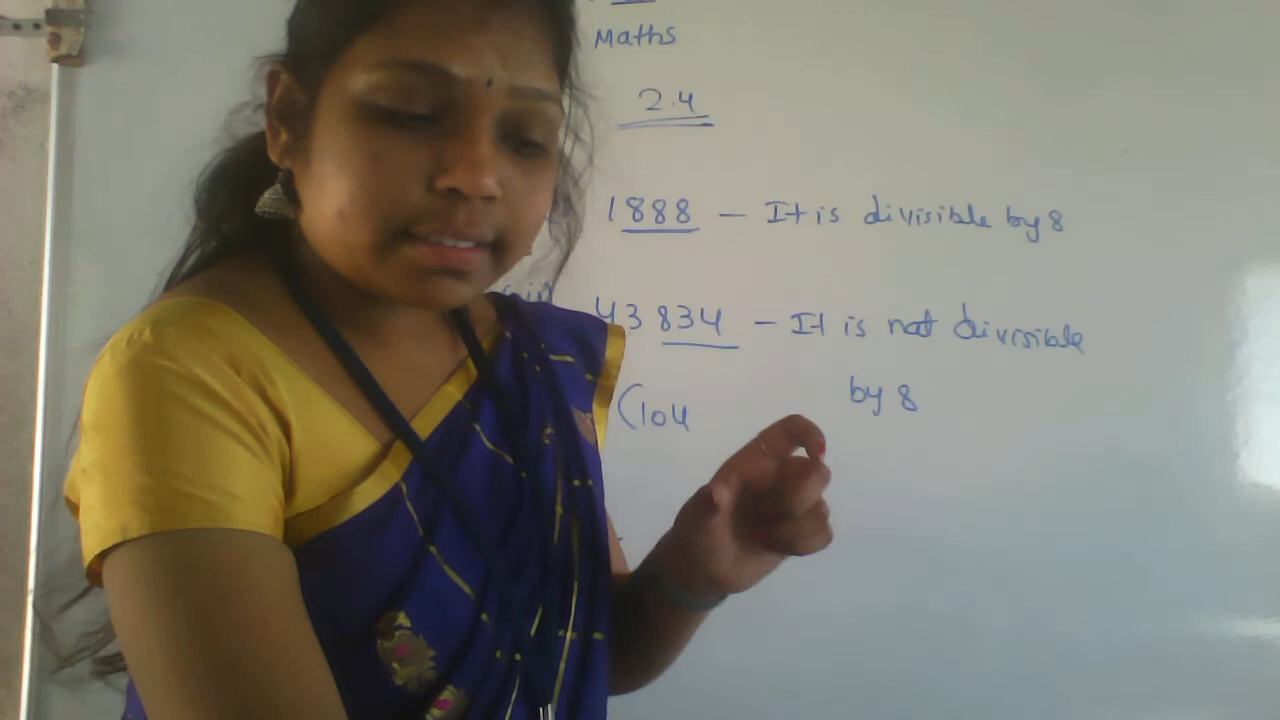 Maths
2.4
1888 — It is divisible by 8
43834 — It is not divisible
by 8
(104